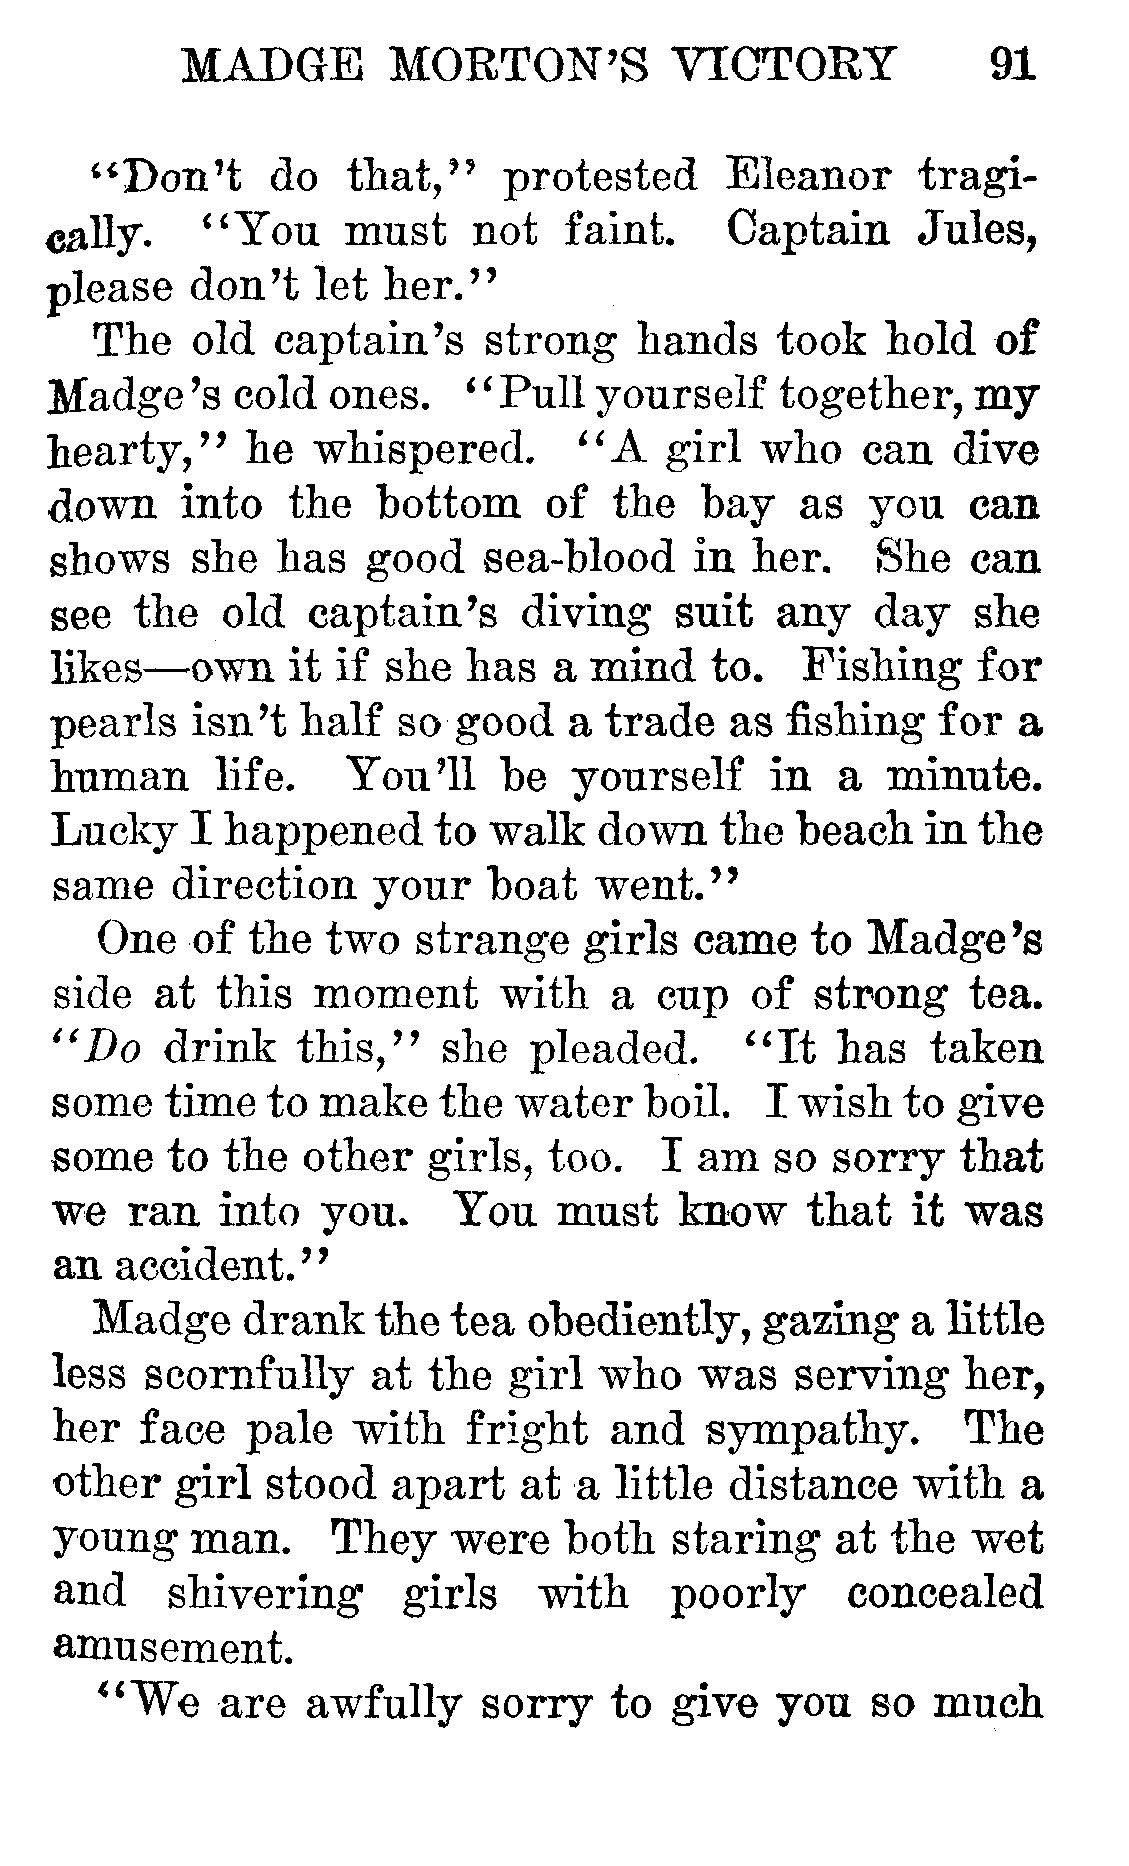 MADGE MORTON'S VICTORY 91
"Don't do that," protested Eleanor tragi-
cally. "You must not faint. Captain Jules,
please don't let her."
The old captain's strong hands took hold of
Madge's cold ones. "Pull yourself together, my
hearty," he whispered. "A girl who can dive
down into the bottom of the bay as you can
shows she has good sea-blood in her. She can
see the old captain's diving suit any day she
likes—own it if she has a mind to. Fishing for
pearls isn't half so good a trade as fishing for a
human life. You'll be yourself in a minute.
Lucky I happened to walk down the beach in the
same direction your boat went."
One of the two strange girls came to Madge's
side at this moment with a cup of strong tea.
"Do drink this," she pleaded. "It has taken
some time to make the water boil. I wish to give
some to the other girls, too. I am so sorry that
we ran into you. You must know that it was
an accident."
Madge drank the tea obediently, gazing a little
less scornfully at the girl who was serving her,
her face pale with fright and sympathy. The
other girl stood apart at a little distance with a
young man. They were both staring at the wet
and shivering girls with poorly concealed
amusement.
"We are awfully sorry to give you so much